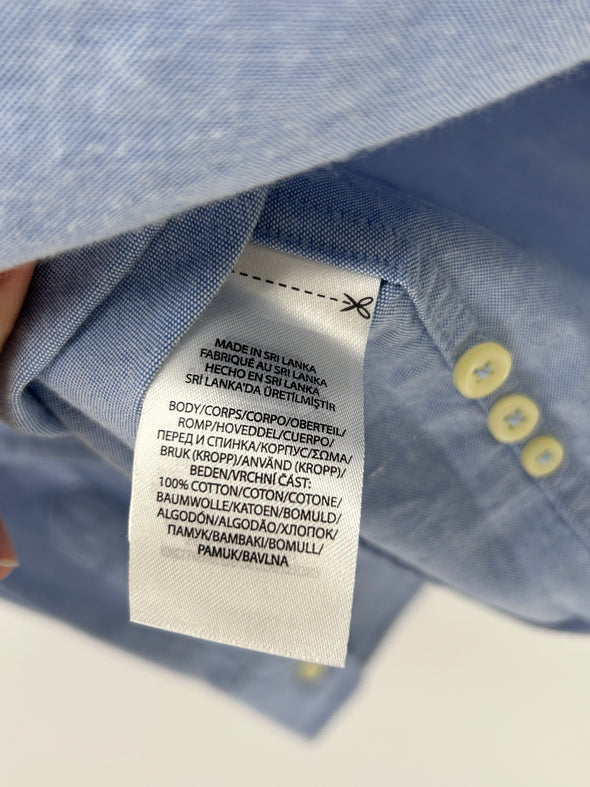 MADE IN SRI LANKA
FABRIQUÉ AU SRI LANKA
HECHO EN SRI LANKA
SRİ LANKA'DA ÜRETİLMİŞTİR
BODY/CORPS/CORPO/OBERTEIL/
ROMP/HOVEDDEL/CUERPO/
ПЕРЕД И СПИНКА/КОРПУС/ΣΩΜΑ/
BRUK (KROPP)/ANVÄND (KROPP)/
BEDEN/VRCHNÍ ČÁST:
100% COTTON/COTON/COTONE/
BAUMWOLLE/KATOEN/BOMULD/
ALGODÓN/ALGODÃO/ХЛОПОК/
ПАМУК/BAMBAKI/BOMULL/
PAMUK/BAVLNA